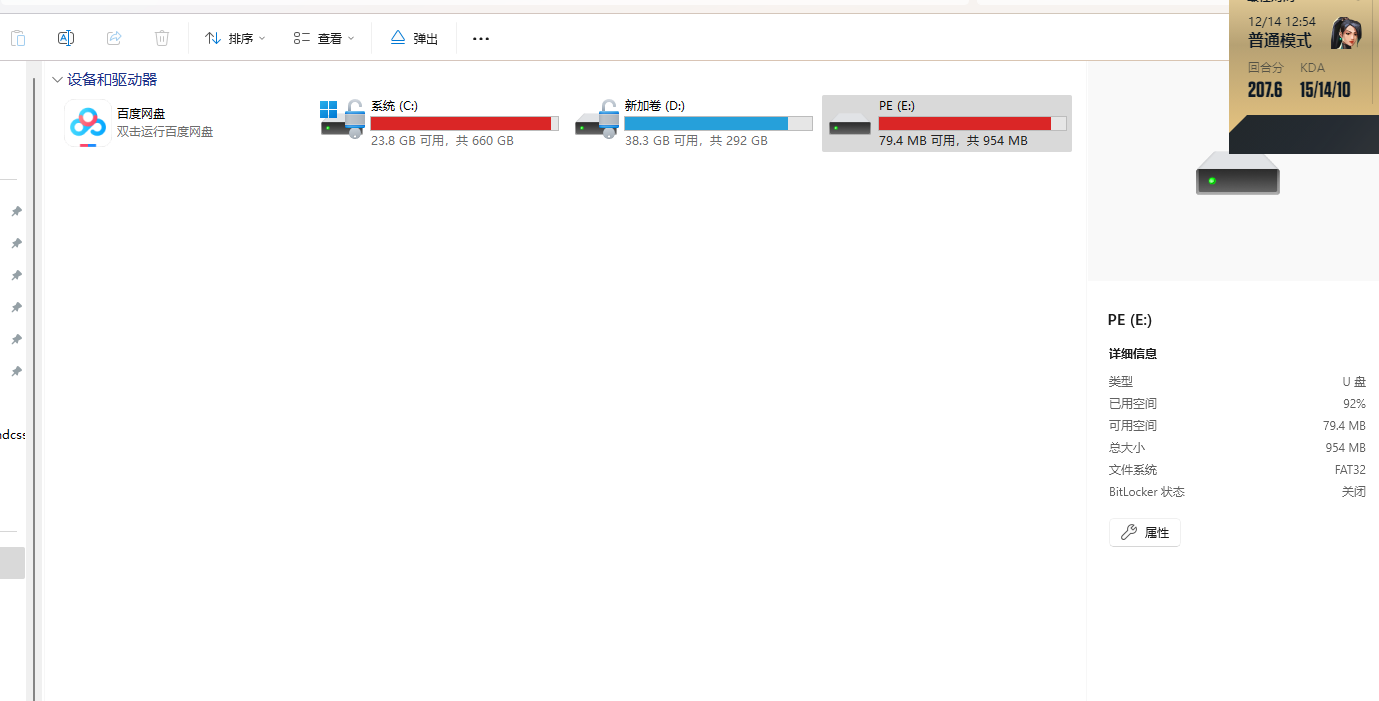 排序
查看
弹出
设备和驱动器
百度网盘
双击运行百度网盘
系统 (C:)
23.8 GB 可用，共 660 GB
新加卷 (D:)
38.3 GB 可用，共 292 GB
PE (E:)
79.4 MB 可用，共 954 MB
12/14 12:54
普通模式
回合分 KDA
207.6 15/14/10
PE (E:)
详细信息
类型 U 盘
已用空间 92%
可用空间 79.4 MB
总大小 954 MB
文件系统 FAT32
BitLocker 状态 关闭
属性